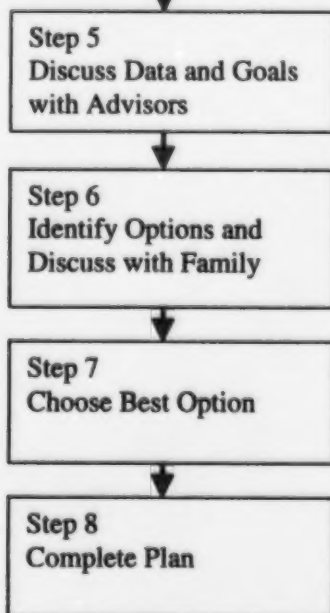 Step 5
Discuss Data and Goals
with Advisors
Step 6
Identify Options and
Discuss with Family
Step 7
Choose Best Option
Step 8
Complete Plan